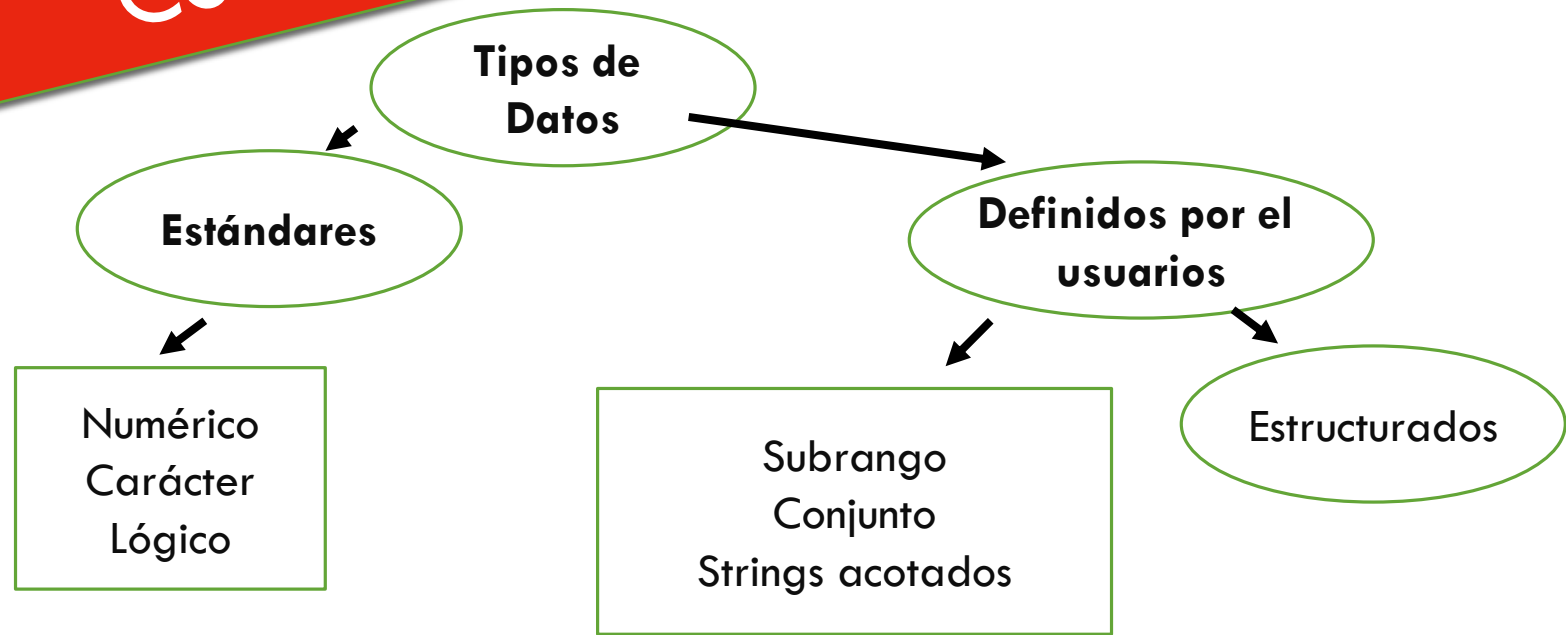 Tipos de
Datos
Estándares
Definidos por el
usuarios
Numérico
Carácter
Lógico
Subrango
Conjunto
Strings acotados
Estructurados